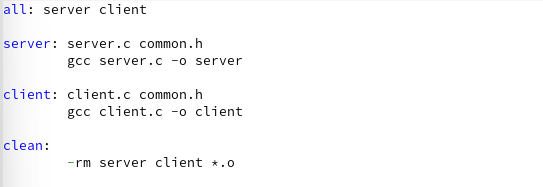 all: server client

server: server.c common.h
        gcc server.c -o server

client: client.c common.h
        gcc client.c -o client

clean:
        -rm server client *.o